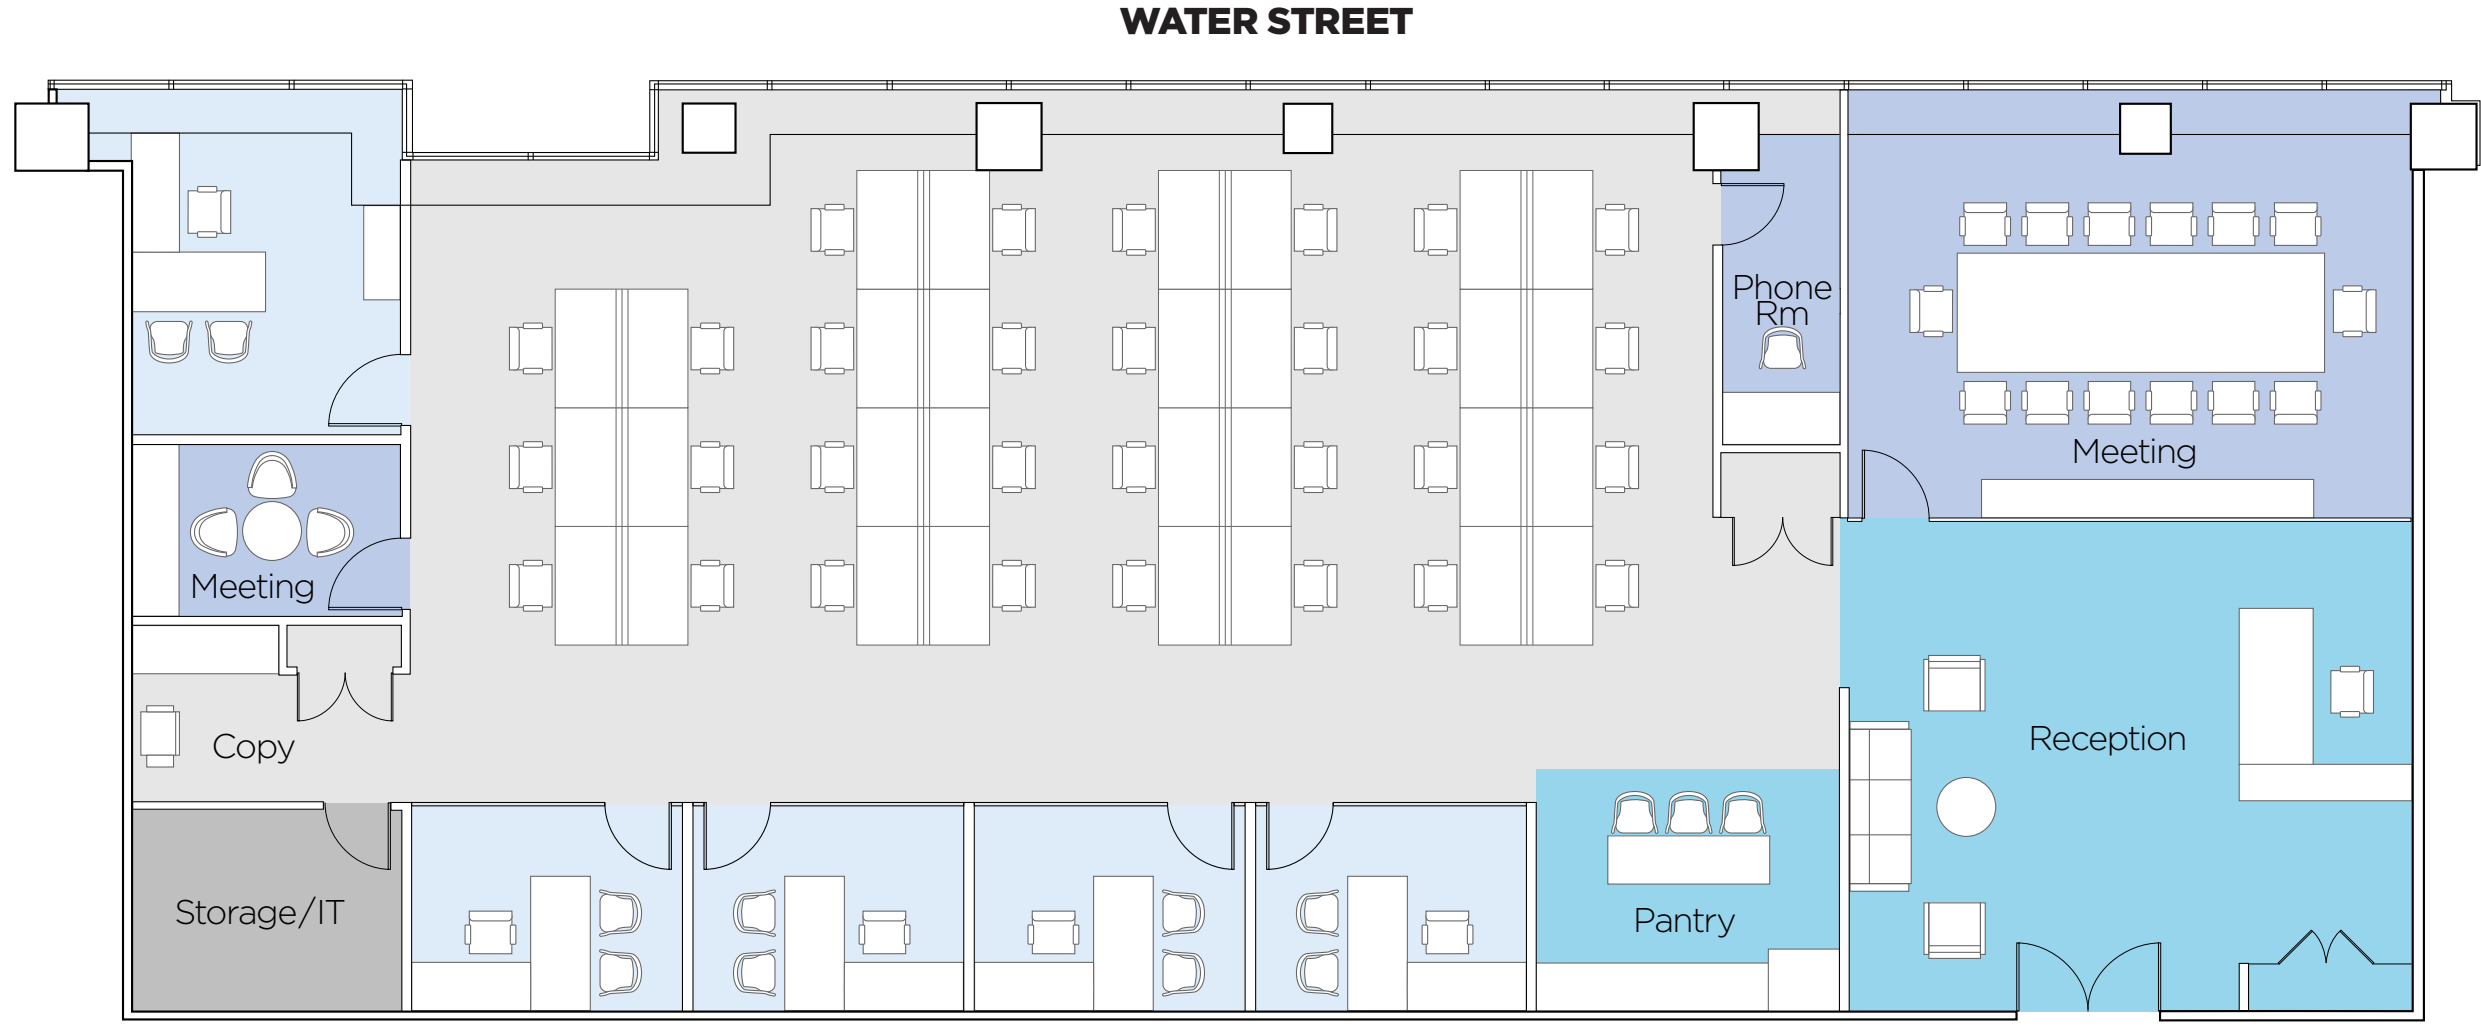 WATER STREET
Phone
Rm
Meeting
Meeting
Copy
Reception
Storage/IT
Pantry